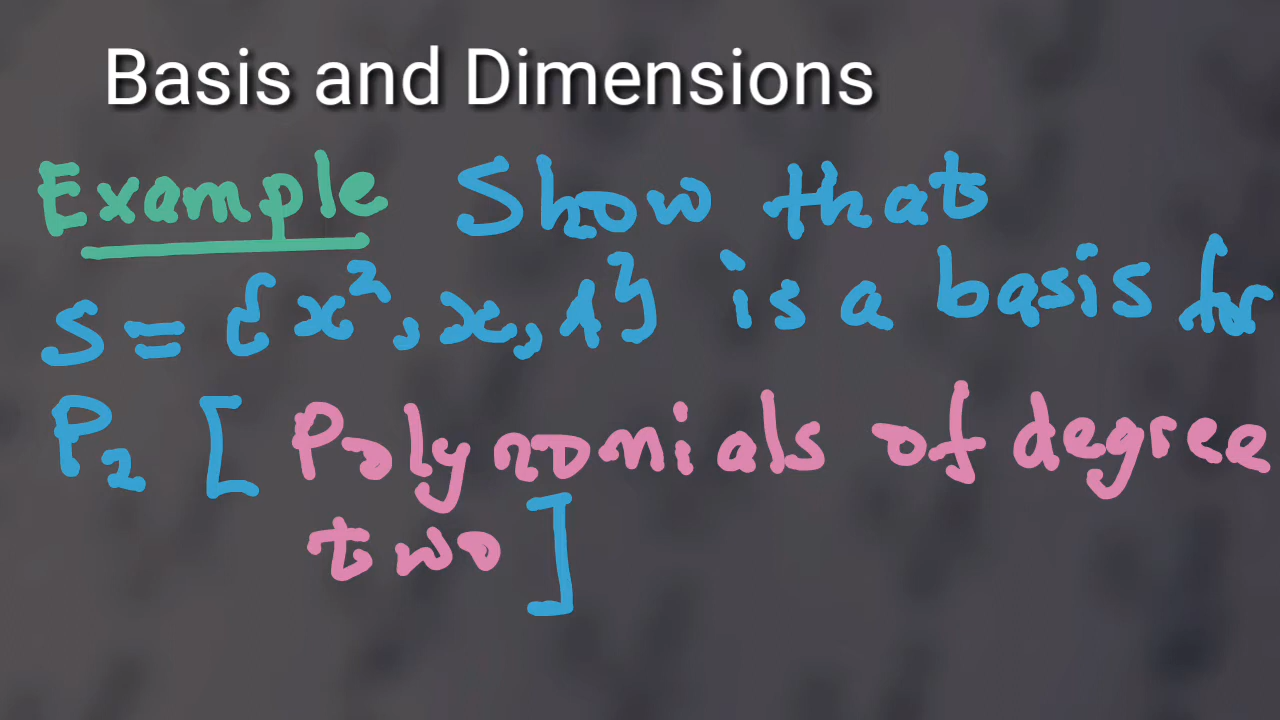 Basis and Dimensions
Example Show that
S = {x², x, 1} is a basis for
P₂ [Polynomials of degree
two]